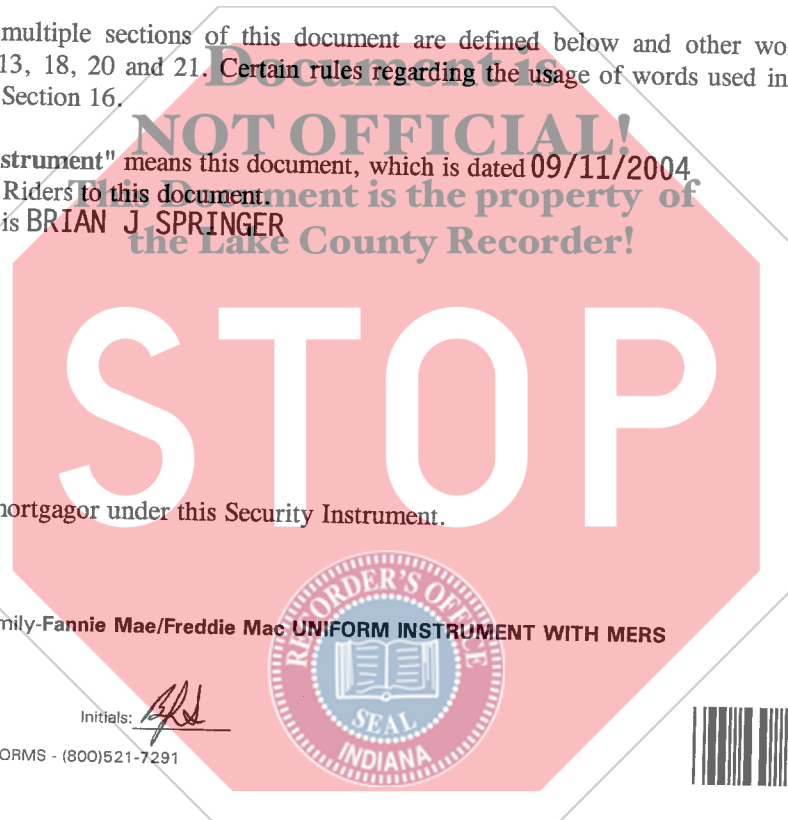 multiple sections of this document are defined below and other wo
Document is
13, 18, 20 and 21. Certain rules regarding the usage of words used in
Section 16.
NOT OFFICIAL!
strument" means this document, which is dated 09/11/2004
Riders to this document.
This Document is the property of
is BRIAN J SPRINGER
the Lake County Recorder!
STOP
mortgagor under this Security Instrument.
RECORDER'S OFFICE
mily-Fannie Mae/Freddie Mac UNIFORM INSTRUMENT WITH MERS
SEAL
INDIANA
Initials: BJS
ORMS - (800)521-7291